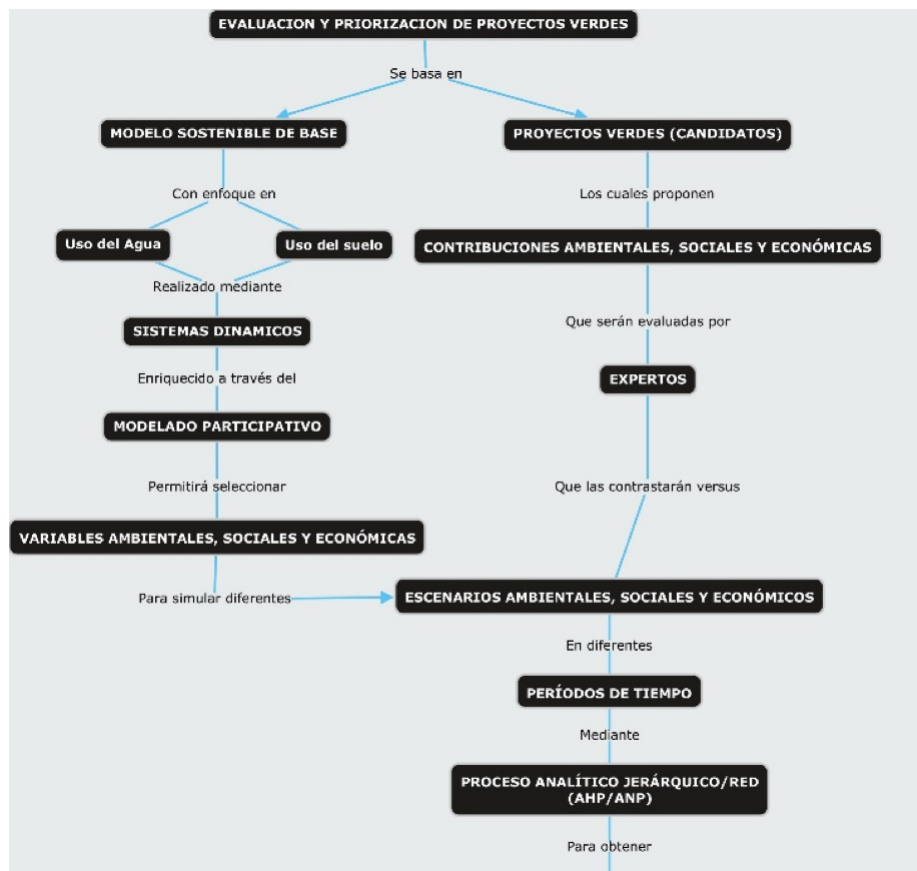 EVALUACION Y PRIORIZACION DE PROYECTOS VERDES
Se basa en
MODELO SOSTENIBLE DE BASE
PROYECTOS VERDES (CANDIDATOS)
Con enfoque en
Los cuales proponen
Uso del Agua
Uso del suelo
CONTRIBUCIONES AMBIENTALES, SOCIALES Y ECONÓMICAS
Realizado mediante
SISTEMAS DINAMICOS
Que serán evaluadas por
Enriquecido a través del
EXPERTOS
MODELADO PARTICIPATIVO
Permitirá seleccionar
Que las contrastarán versus
VARIABLES AMBIENTALES, SOCIALES Y ECONÓMICAS
Para simular diferentes
ESCENARIOS AMBIENTALES, SOCIALES Y ECONÓMICOS
En diferentes
PERÍODOS DE TIEMPO
Mediante
PROCESO ANALÍTICO JERÁRQUICO/RED
(AHP/ANP)
Para obtener